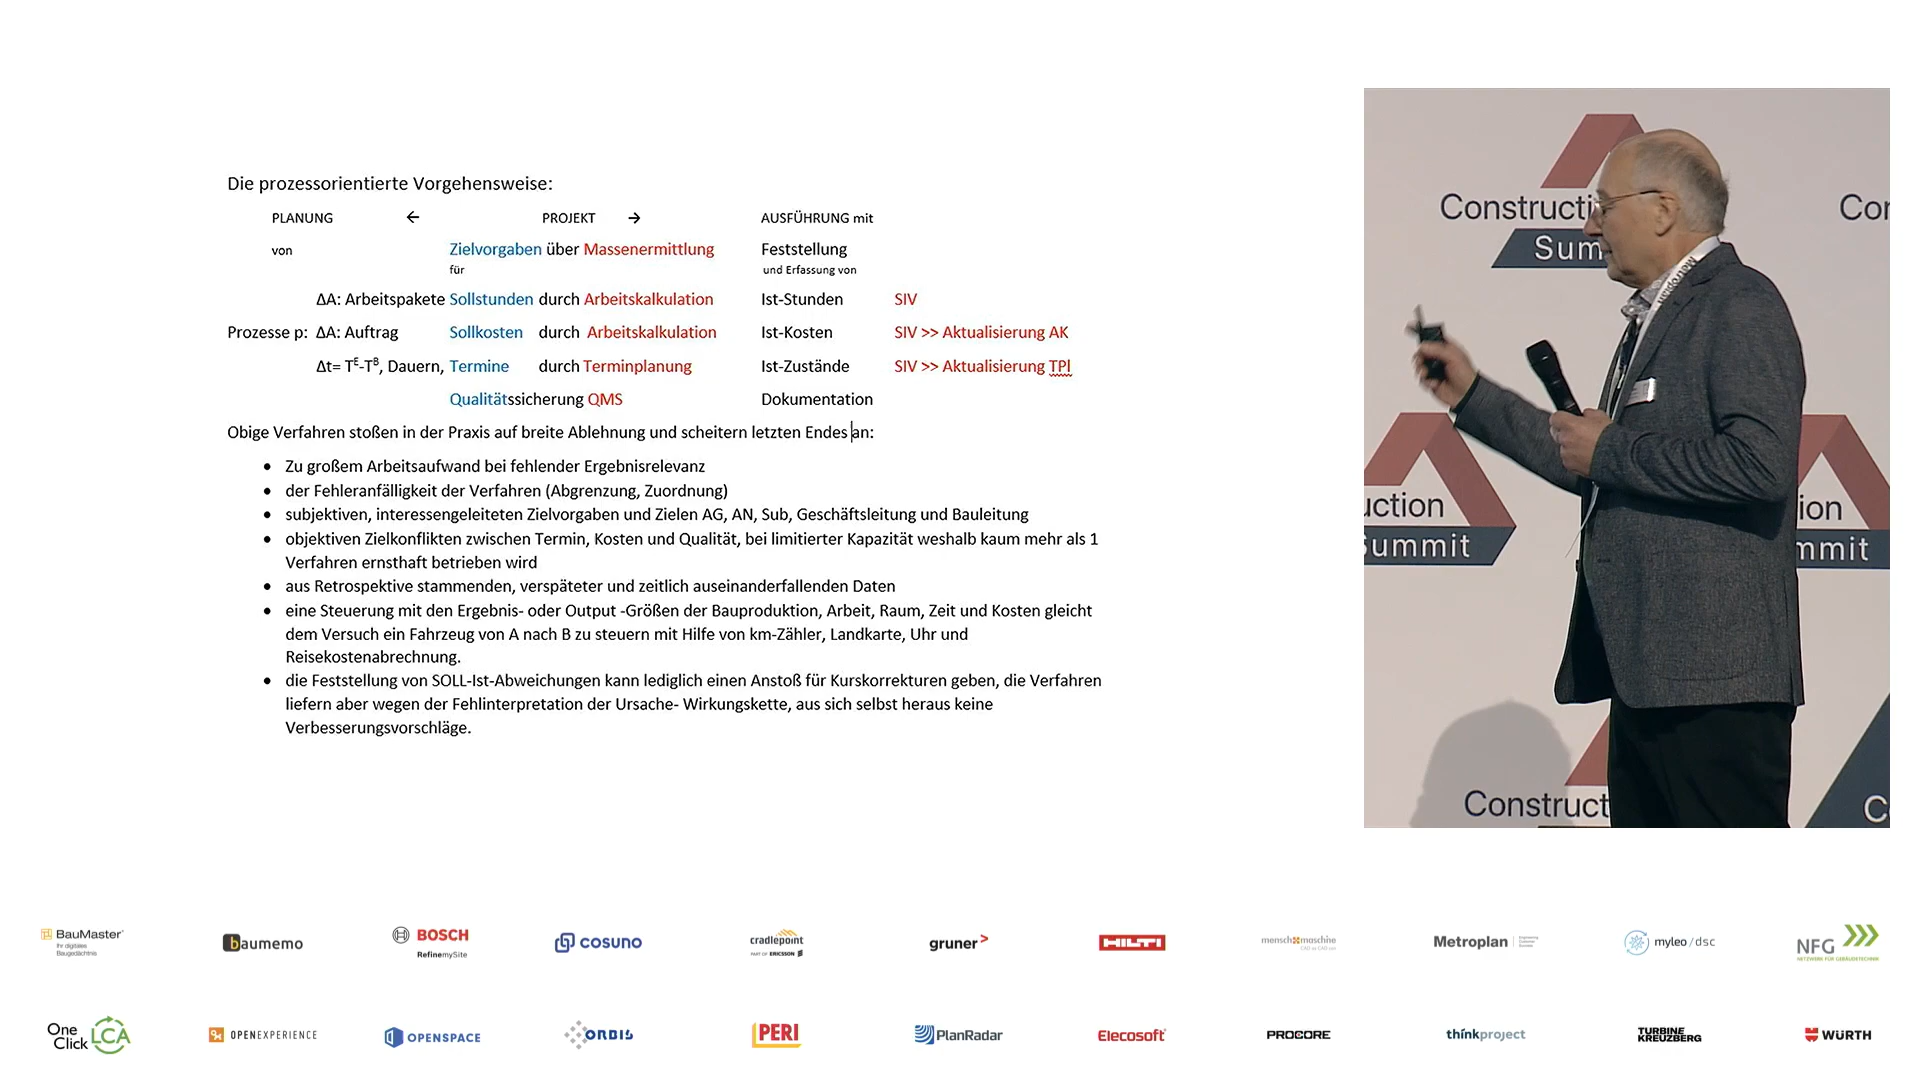 Die prozessorientierte Vorgehensweise:
PLANUNG ← PROJEKT → AUSFÜHRUNG mit
von Zielvorgaben über Massenermittlung Feststellung
für und Erfassung von
ΔA: Arbeitspakete Sollstunden durch Arbeitskalkulation Ist-Stunden SIV
Prozesse p: ΔA: Auftrag Sollkosten durch Arbeitskalkulation Ist-Kosten SIV >> Aktualisierung AK
Δt= Tᴱ-Tᴮ, Dauern, Termine durch Terminplanung Ist-Zustände SIV >> Aktualisierung TPl
Qualitätssicherung QMS Dokumentation
Obige Verfahren stoßen in der Praxis auf breite Ablehnung und scheitern letzten Endes an:
• Zu großem Arbeitsaufwand bei fehlender Ergebnisrelevanz
• der Fehleranfälligkeit der Verfahren (Abgrenzung, Zuordnung)
• subjektiven, interessengeleiteten Zielvorgaben und Zielen AG, AN, Sub, Geschäftsleitung und Bauleitung
• objektiven Zielkonflikten zwischen Termin, Kosten und Qualität, bei limitierter Kapazität weshalb kaum mehr als 1
Verfahren ernsthaft betrieben wird
• aus Retrospektive stammenden, verspäteter und zeitlich auseinanderfallenden Daten
• eine Steuerung mit den Ergebnis- oder Output -Größen der Bauproduktion, Arbeit, Raum, Zeit und Kosten gleicht
dem Versuch ein Fahrzeug von A nach B zu steuern mit Hilfe von km-Zähler, Landkarte, Uhr und
Reisekostenabrechnung.
• die Feststellung von SOLL-Ist-Abweichungen kann lediglich einen Anstoß für Kurskorrekturen geben, die Verfahren
liefern aber wegen der Fehlinterpretation der Ursache- Wirkungskette, aus sich selbst heraus keine
Verbesserungsvorschläge.
Constructi
Sum
Con
uction
Summit
ion
mmit
Construct
C
Metroplan
BauMaster
Ihr digitales
Baugedächtnis
baumemo
BOSCH
RefinemySite
COSUNO
cradlepoint
PART OF ERICSSON
gruner>
HILTI
mensch maschine
Metroplan
myleo/dsc
NFG
NETZWERK FÜR GEBÄUDETECHNIK
One
Click LCA
OPENEXPERIENCE
OPENSPACE
ORBIS
PERI
PlanRadar
Elecosoft
PROCORE
thinkproject
TURBINE
KREUZBERG
WÜRTH